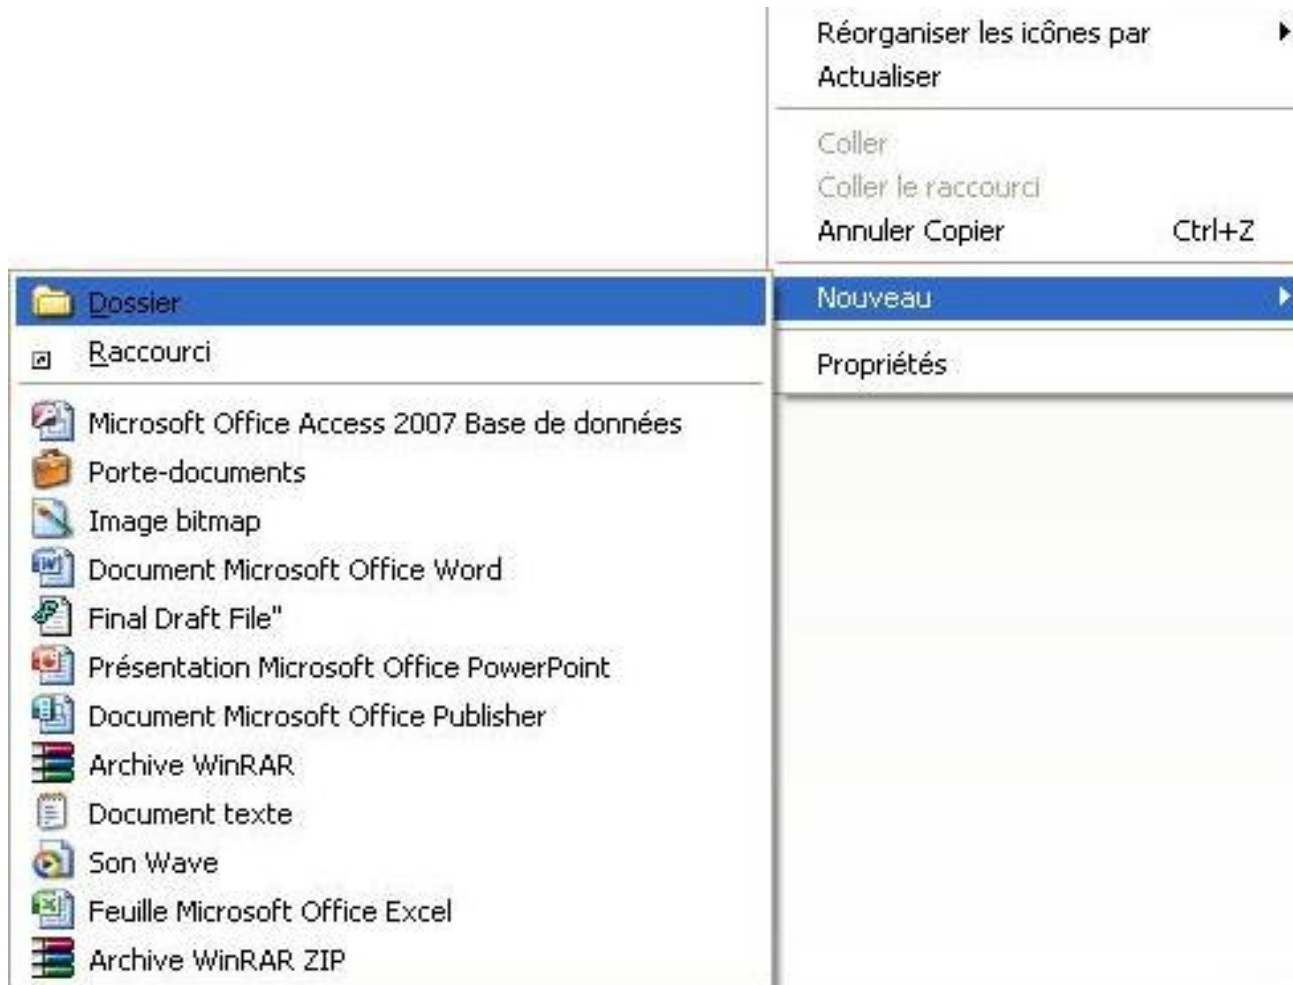 Réorganiser les icônes par
Actualiser
Coller
Coller le raccourci
Annuler Copier Ctrl+Z
Nouveau
Propriétés
Dossier
Raccourci
Microsoft Office Access 2007 Base de données
Porte-documents
Image bitmap
Document Microsoft Office Word
Final Draft File"
Présentation Microsoft Office PowerPoint
Document Microsoft Office Publisher
Archive WinRAR
Document texte
Son Wave
Feuille Microsoft Office Excel
Archive WinRAR ZIP